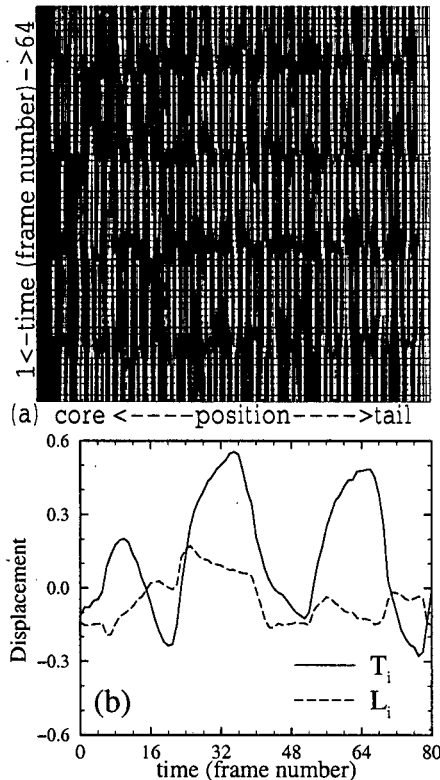 1<-time (frame number)->64
(a) core <----position---->tail
0.6
0.3
0.0
-0.3
-0.6
Displacement
(b)
T_i
L_i
0 16 32 48 64 80
time (frame number)